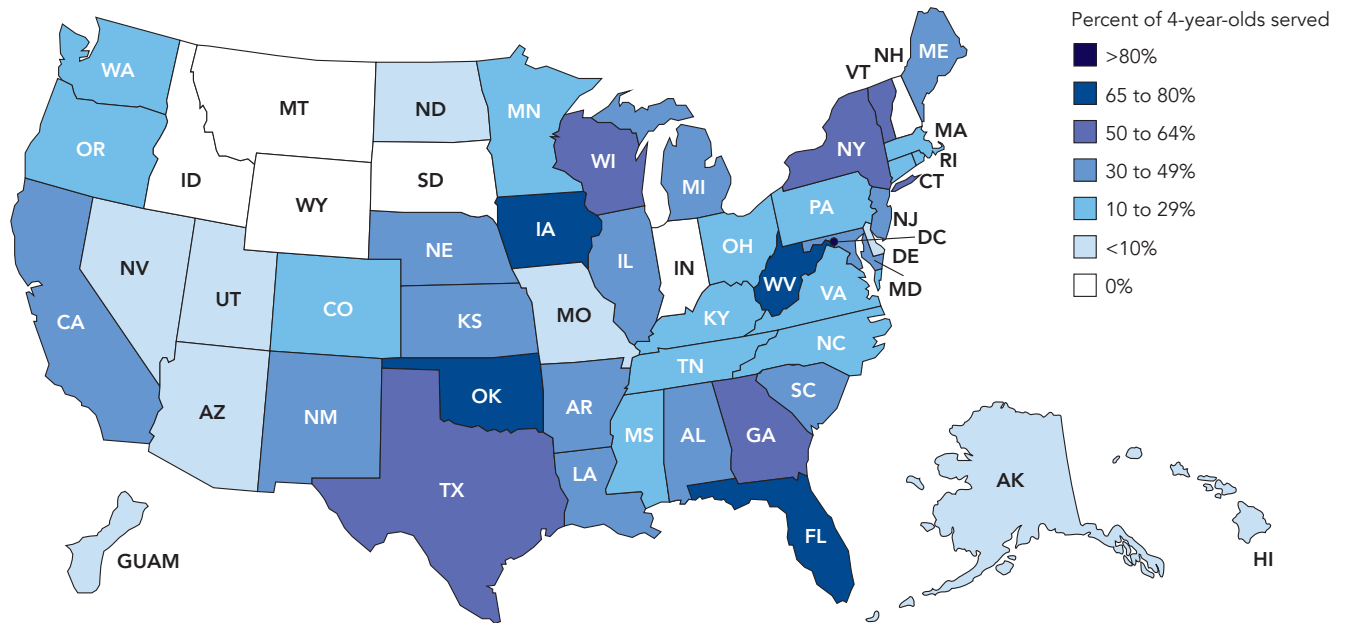 Percent of 4-year-olds served
>80%
65 to 80%
50 to 64%
30 to 49%
10 to 29%
<10%
0%
WA
MT
ND
MN
VT
NH
ME
OR
ID
WY
SD
WI
MI
NY
MA
RI
CT
NV
UT
CO
NE
KS
IA
MO
IL
IN
OH
PA
NJ
DC
DE
MD
WV
VA
KY
NC
TN
SC
CA
AZ
NM
OK
AR
MS
AL
GA
TX
LA
FL
GUAM
AK
HI